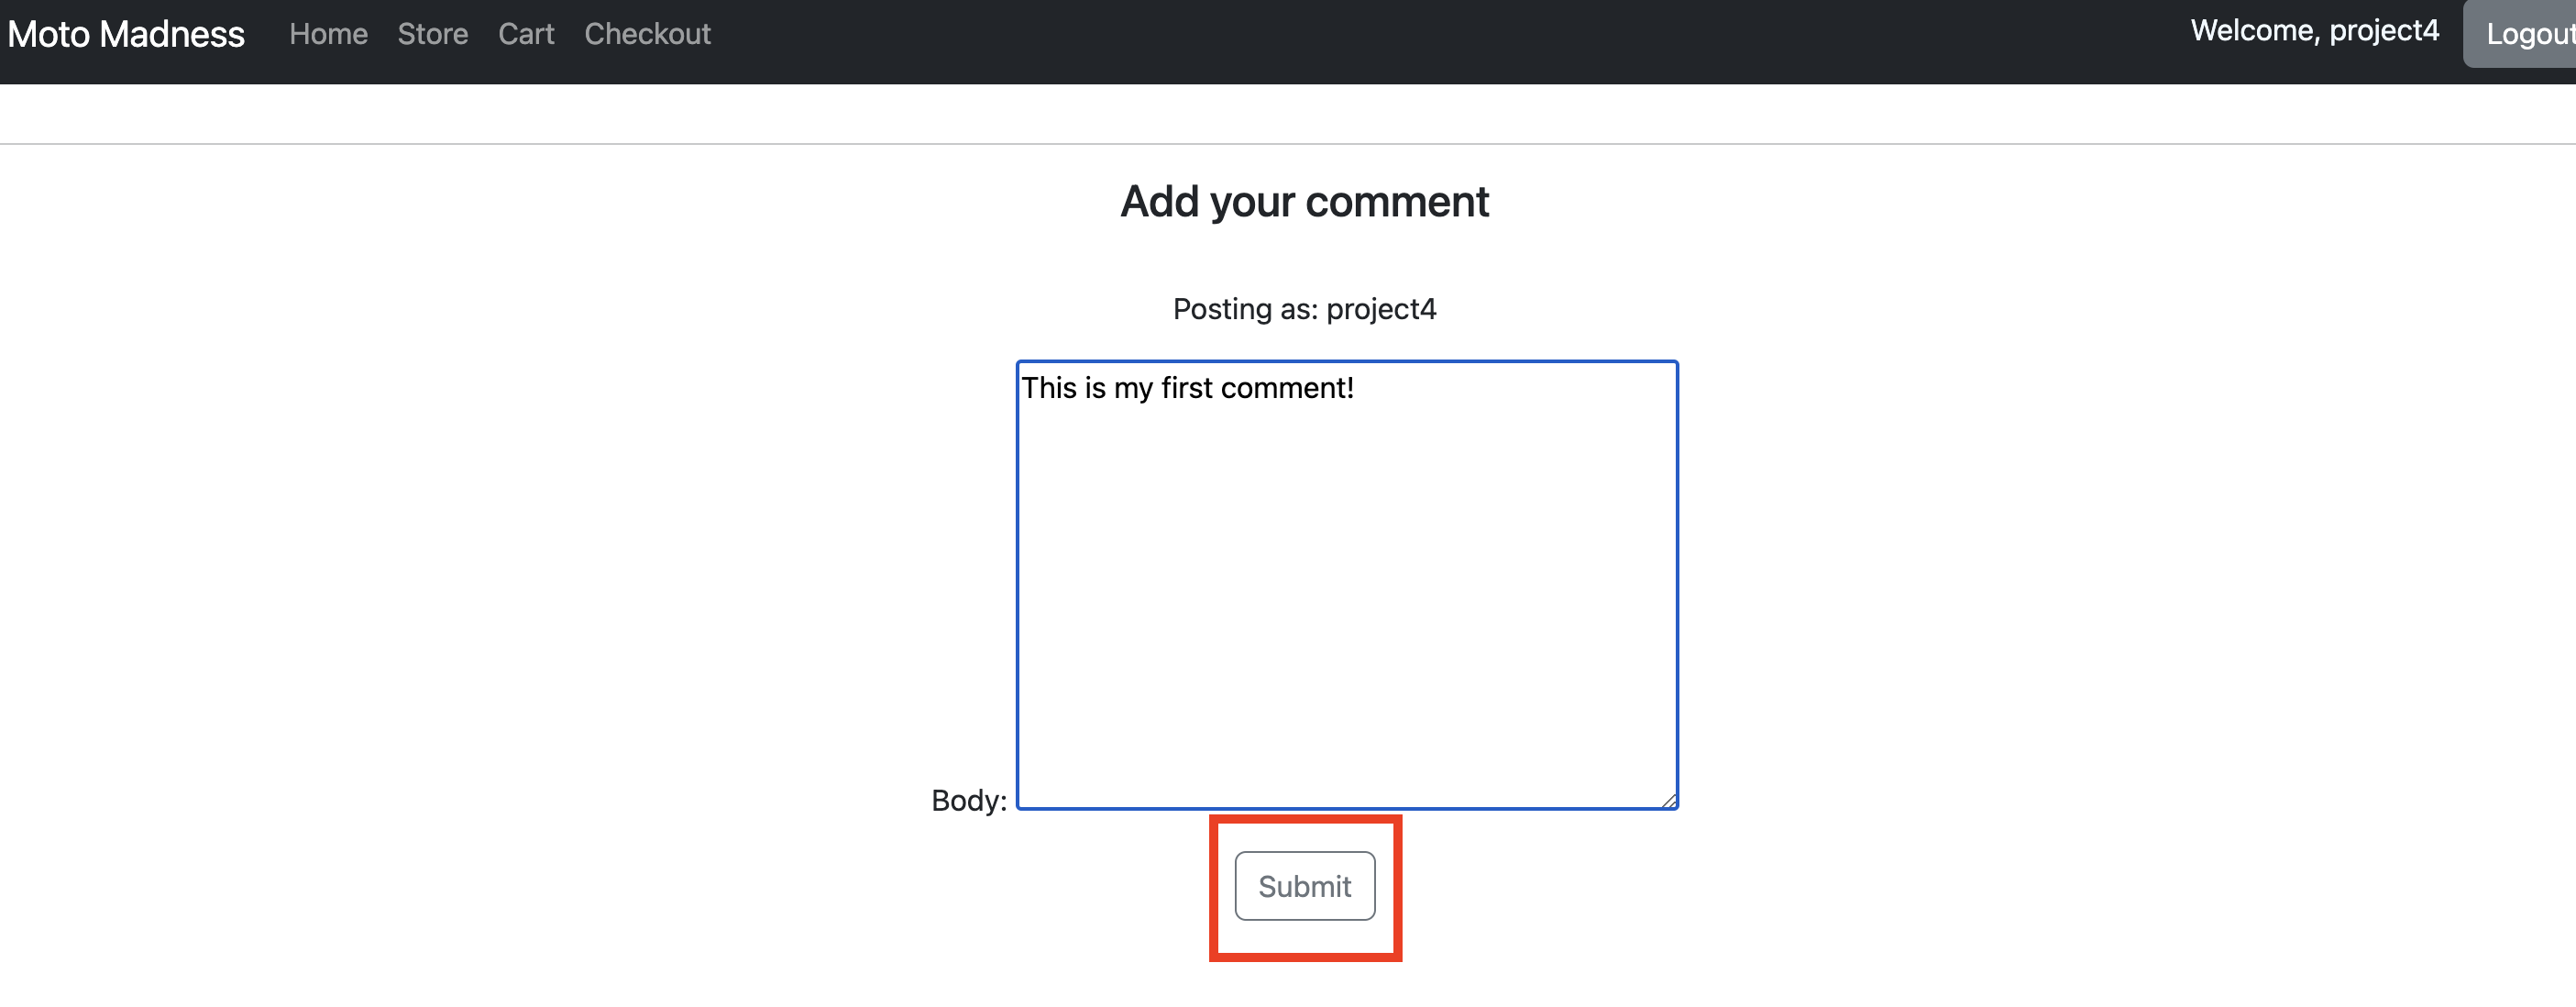 Moto Madness Home Store Cart Checkout Welcome, project4 Logout
Add your comment
Posting as: project4
This is my first comment!
Body:
Submit